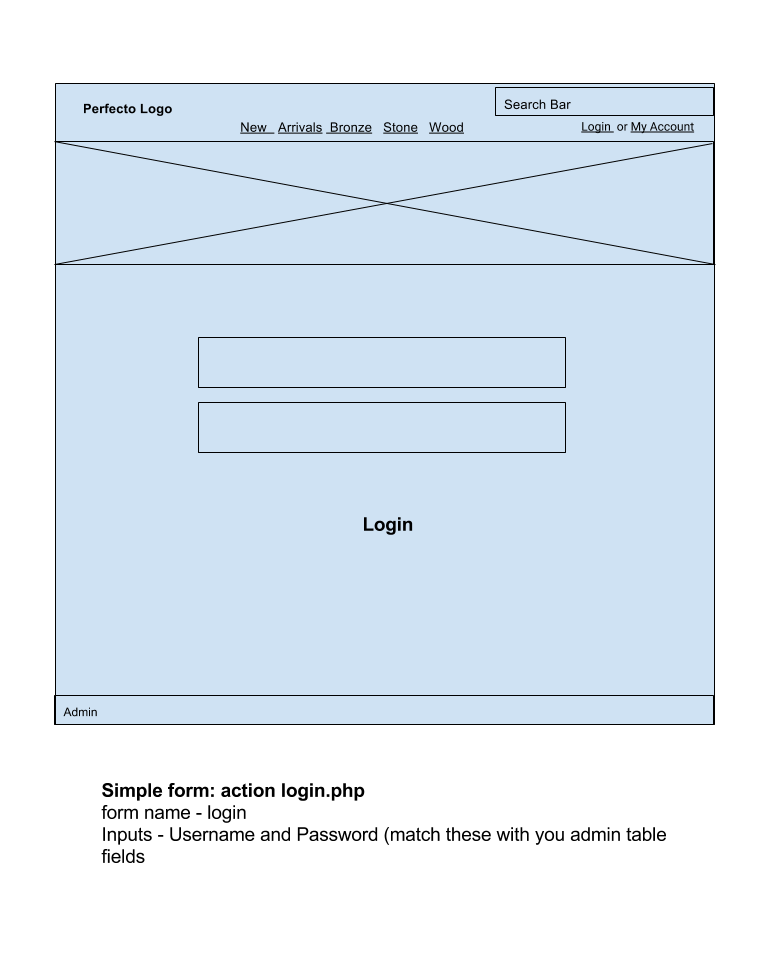 Search Bar
Perfecto Logo
New Arrivals Bronze Stone Wood
Login or My Account
Login
Admin
Simple form: action login.php
form name - login
Inputs - Username and Password (match these with you admin table
fields